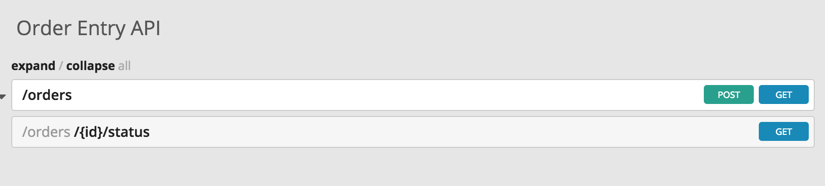 Order Entry API
expand / collapse all
/orders POST GET
/orders /{id}/status GET